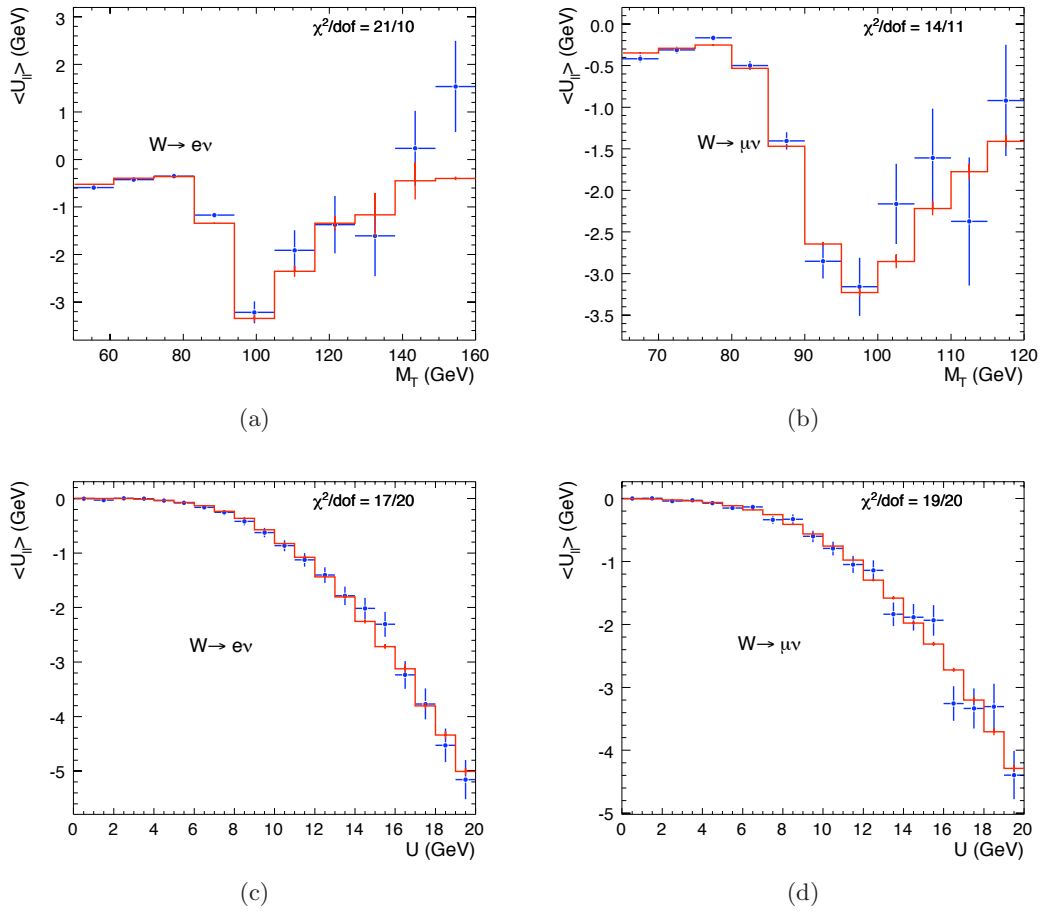 <U||> (GeV)
χ²/dof = 21/10
W→ eν
3
2
1
0
-1
-2
-3
60 80 100 120 140 160
M_T (GeV)
(a)
<U||> (GeV)
χ²/dof = 14/11
W→ μν
-0.0
-0.5
-1.0
-1.5
-2.0
-2.5
-3.0
-3.5
70 80 90 100 110 120
M_T (GeV)
(b)
<U||> (GeV)
χ²/dof = 17/20
W→ eν
0
-1
-2
-3
-4
-5
0 2 4 6 8 10 12 14 16 18 20
U (GeV)
(c)
<U||> (GeV)
χ²/dof = 19/20
W→ μν
0
-1
-2
-3
-4
-5
0 2 4 6 8 10 12 14 16 18 20
U (GeV)
(d)